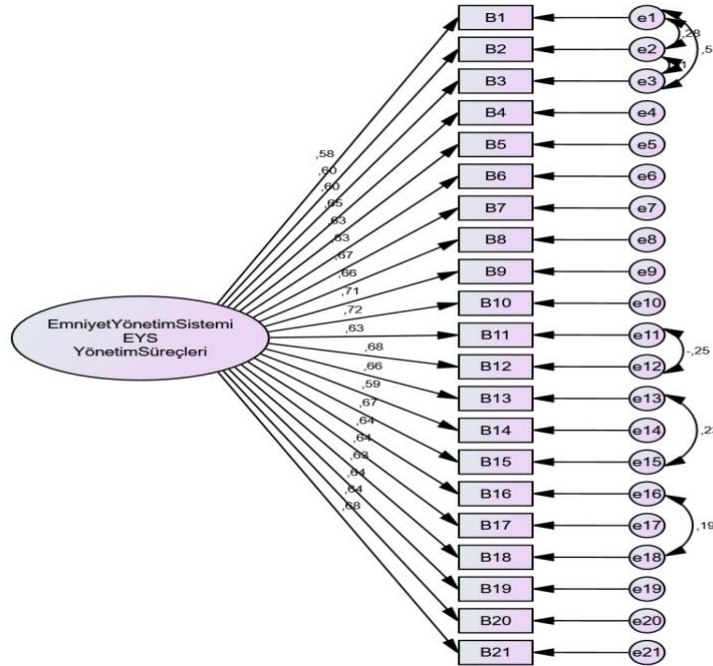 B1
e1
,28
B2
e2
B3
e3
B4
e4
B5
e5
,58
,60
B6
e6
,60
,65
B7
e7
,63
,63
B8
e8
,67
,66
B9
e9
,71
B10
e10
,72
EmniyetYönetimSistemi
EYS
YönetimSüreçleri
,63
B11
e11
,68
-,25
B12
e12
,66
,59
B13
e13
,67
B14
e14
,64
,64
B15
e15
,63
,64
B16
e16
,64
,68
B17
e17
,19
B18
e18
B19
e19
B20
e20
B21
e21